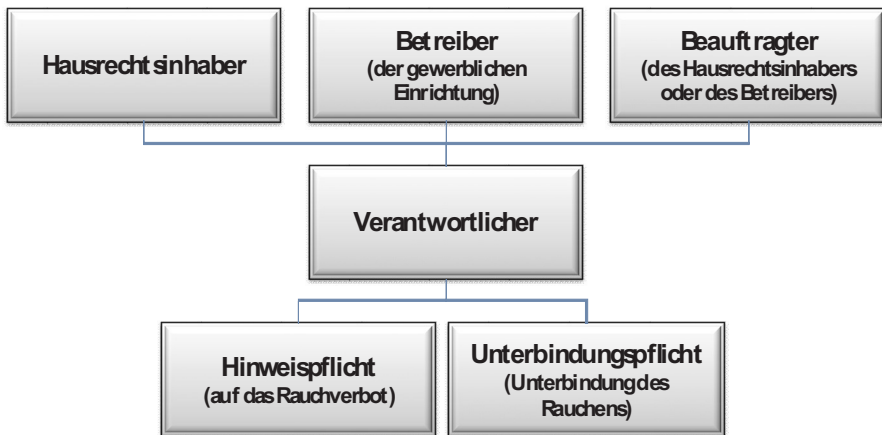 Hausrechtsinhaber
Betreiber
(der gewerblichen
Einrichtung)
Beauftragter
(des Hausrechtsinhabers
oder des Betreibers)
Verantwortlicher
Hinweispflicht
(auf das Rauchverbot)
Unterbindungspflicht
(Unterbindung des
Rauchens)